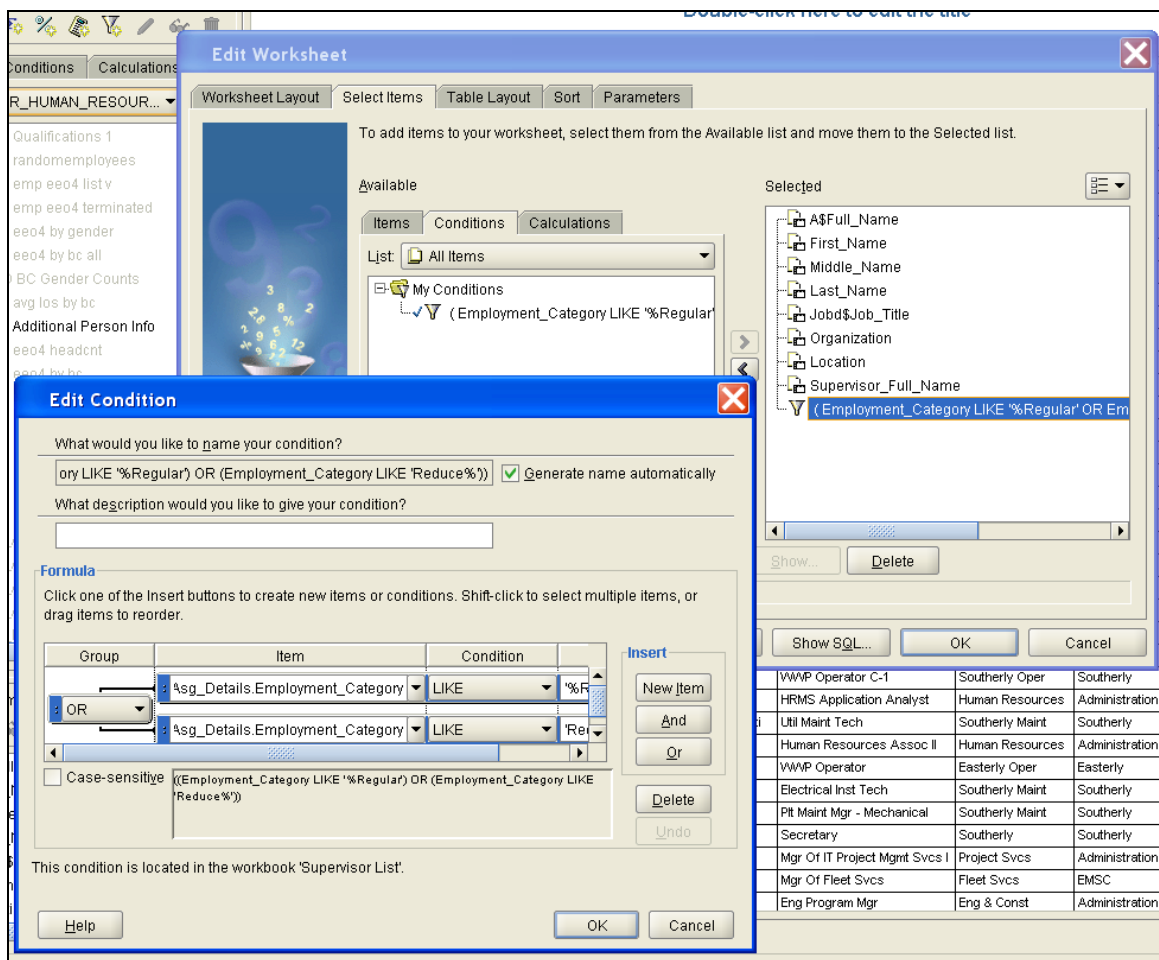 Double-click here to edit the title
Conditions Calculations
R_HUMAN_RESOUR...
Qualifications 1
randomemployees
emp eeo4 list v
emp eeo4 terminated
eeo4 by gender
eeo4 by bc all
BC Gender Counts
avg los by bc
Additional Person Info
eeo4 headcnt
eeo4 by bc
Edit Worksheet
Worksheet Layout Select Items Table Layout Sort Parameters
To add items to your worksheet, select them from the Available list and move them to the Selected list.
Available
Selected
Items Conditions Calculations
List: All Items
My Conditions
( Employment_Category LIKE '%Regular'
A$Full_Name
First_Name
Middle_Name
Last_Name
Jobd$Job_Title
Organization
Location
Supervisor_Full_Name
( Employment_Category LIKE '%Regular' OR Em
Show... Delete
Show SQL... OK Cancel
Edit Condition
What would you like to name your condition?
ory LIKE '%Regular') OR (Employment_Category LIKE 'Reduce%')) Generate name automatically
What description would you like to give your condition?
Formula
Click one of the Insert buttons to create new items or conditions. Shift-click to select multiple items, or
drag items to reorder.
Group Item Condition
OR
Asg_Details.Employment_Category LIKE '%R
Asg_Details.Employment_Category LIKE 'Re
Insert
New Item
And
Or
Delete
Undo
Case-sensitive
((Employment_Category LIKE '%Regular') OR (Employment_Category LIKE
'Reduce%'))
This condition is located in the workbook 'Supervisor List'.
Help OK Cancel
WWP Operator C-1 Southerly Oper Southerly
HRMS Application Analyst Human Resources Administration
Util Maint Tech Southerly Maint Southerly
Human Resources Assoc II Human Resources Administration
WWP Operator Easterly Oper Easterly
Electrical Inst Tech Southerly Maint Southerly
Plt Maint Mgr - Mechanical Southerly Maint Southerly
Secretary Southerly Southerly
Mgr Of IT Project Mgmt Svcs I Project Svcs Administration
Mgr Of Fleet Svcs Fleet Svcs EMSC
Eng Program Mgr Eng & Const Administration